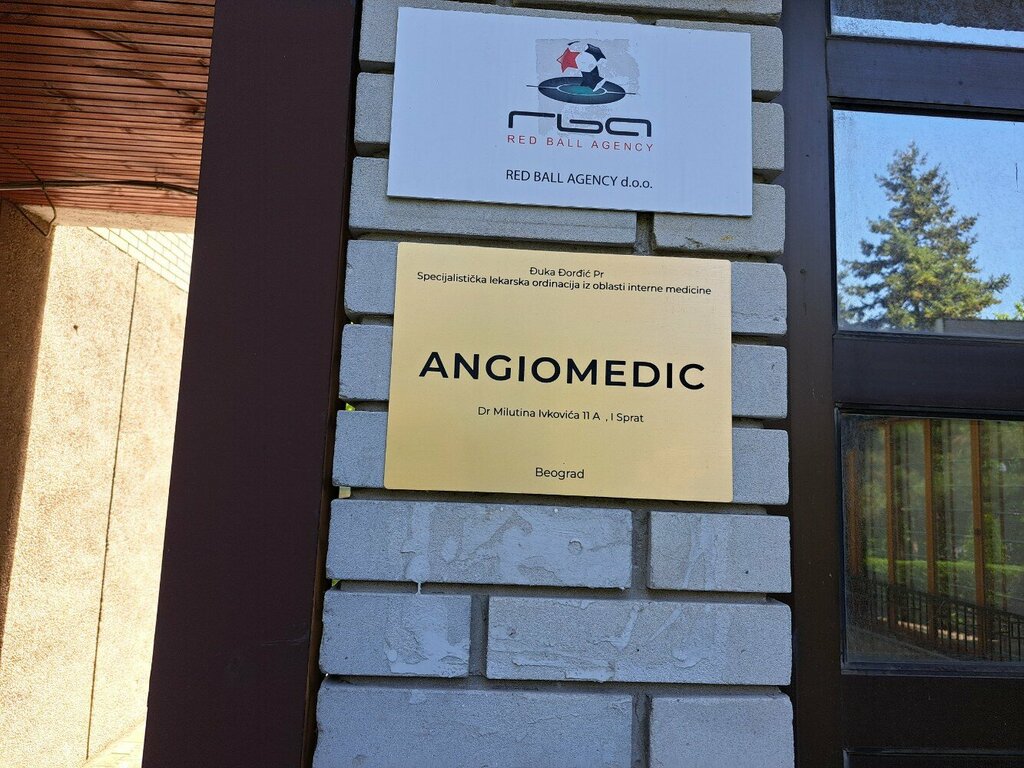 rba
RED BALL AGENCY
RED BALL AGENCY d.o.o.
Đuka Đorđić Pr
Specijalistička lekarska ordinacija iz oblasti interne medicine
ANGIOMEDIC
Dr Milutina Ivkovića 11 A , I Sprat
Beograd